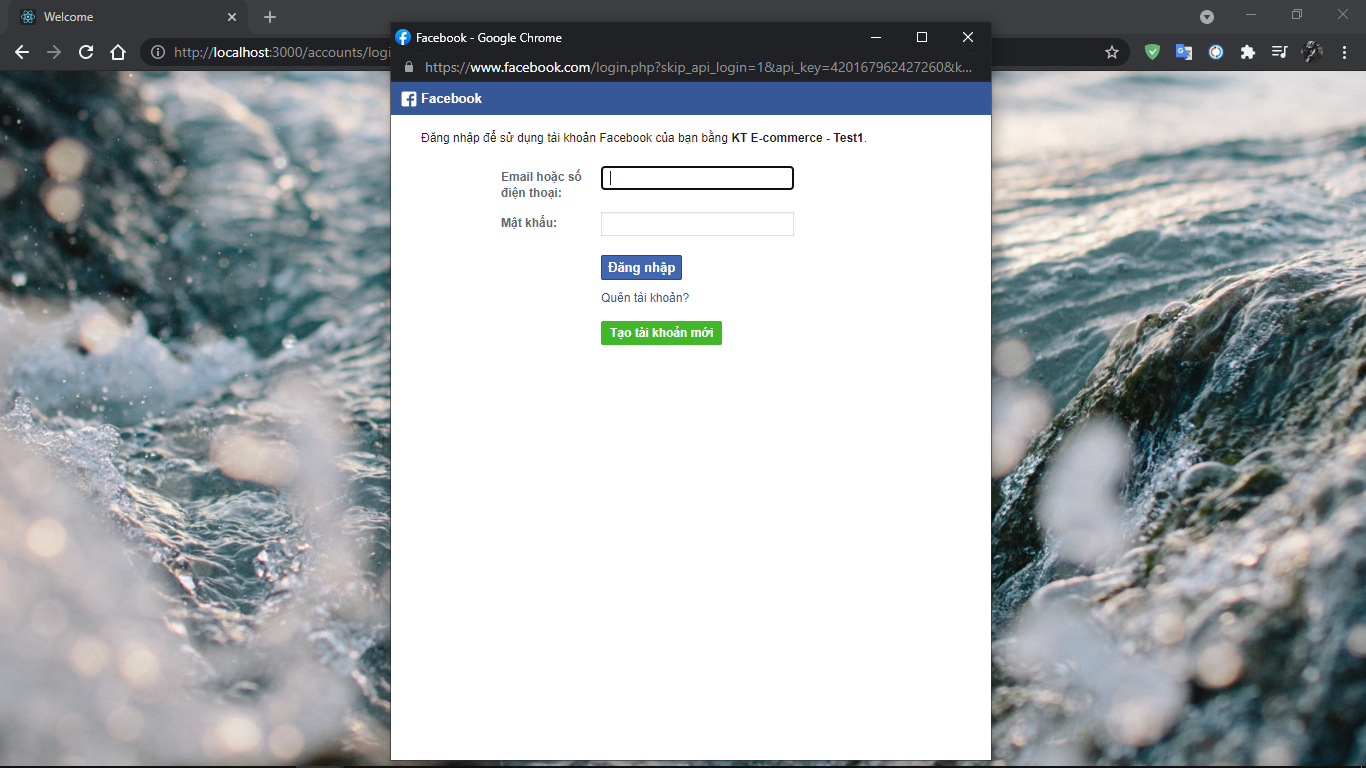 Welcome
Facebook - Google Chrome
http://localhost:3000/accounts/logi
https://www.facebook.com/login.php?skip_api_login=1&api_key=420167962427260&k...
Facebook
Đăng nhập để sử dụng tài khoản Facebook của bạn bằng KT E-commerce - Test1.
Email hoặc số
điện thoại:
Mật khẩu:
Đăng nhập
Quên tài khoản?
Tạo tài khoản mới